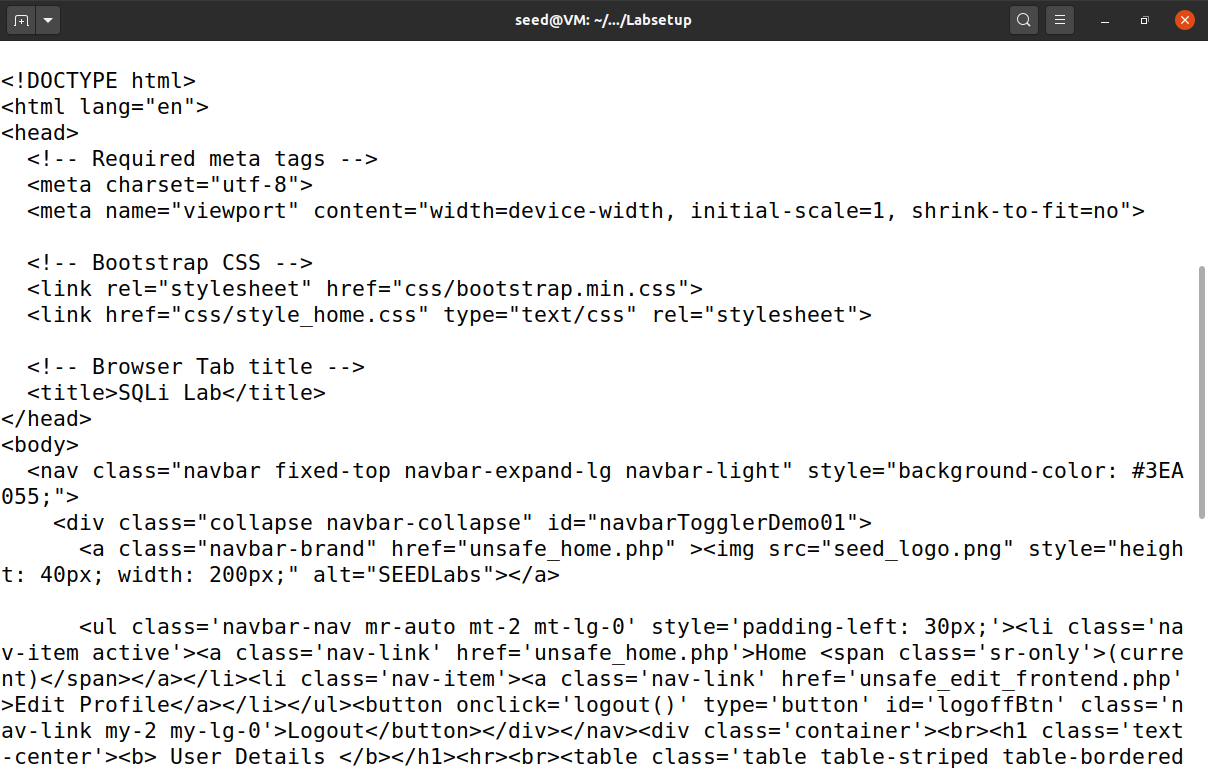 seed@VM: ~/.../Labsetup
<!DOCTYPE html>
<html lang="en">
<head>
  <!-- Required meta tags -->
  <meta charset="utf-8">
  <meta name="viewport" content="width=device-width, initial-scale=1, shrink-to-fit=no">

  <!-- Bootstrap CSS -->
  <link rel="stylesheet" href="css/bootstrap.min.css">
  <link href="css/style_home.css" type="text/css" rel="stylesheet">

  <!-- Browser Tab title -->
  <title>SQLi Lab</title>
</head>
<body>
  <nav class="navbar fixed-top navbar-expand-lg navbar-light" style="background-color: #3EA
055;">
    <div class="collapse navbar-collapse" id="navbarTogglerDemo01">
      <a class="navbar-brand" href="unsafe_home.php" ><img src="seed_logo.png" style="heigh
t: 40px; width: 200px;" alt="SEEDLabs"></a>

      <ul class='navbar-nav mr-auto mt-2 mt-lg-0' style='padding-left: 30px;'><li class='na
v-item active'><a class='nav-link' href='unsafe_home.php'>Home <span class='sr-only'>(curre
nt)</span></a></li><li class='nav-item'><a class='nav-link' href='unsafe_edit_frontend.php'
>Edit Profile</a></li></ul><button onclick='logout()' type='button' id='logoffBtn' class='n
av-link my-2 my-lg-0'>Logout</button></div></nav><div class='container'><br><h1 class='text
-center'><b> User Details </b></h1><hr><br><table class='table table-striped table-bordered